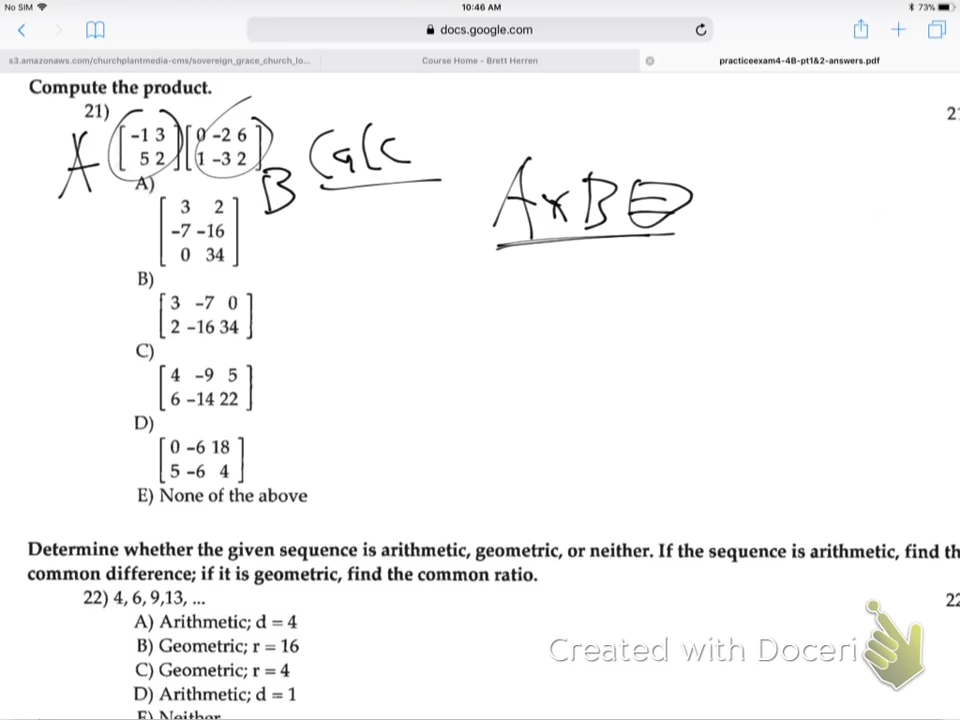 No SIM 10:46 AM 73%
docs.google.com
s3.amazonaws.com/churchplantmedia-cms/sovereign_grace_church_lo... Course Home - Brett Herren practiceexam4-4B-pt1&2-answers.pdf
Compute the product.
21) 21
A [-1 3 [0 -2 6 Calc
5 2] 1 -3 2] B A×B=
A)
[3 2
-7 -16
0 34]
B)
[3 -7 0
2 -16 34]
C)
[4 -9 5
6 -14 22]
D)
[0 -6 18
5 -6 4]
E) None of the above
Determine whether the given sequence is arithmetic, geometric, or neither. If the sequence is arithmetic, find th
common difference; if it is geometric, find the common ratio.
22) 4, 6, 9,13, ... 22
A) Arithmetic; d = 4
B) Geometric; r = 16
C) Geometric; r = 4
D) Arithmetic; d = 1
E) Neither
Created with Doceri